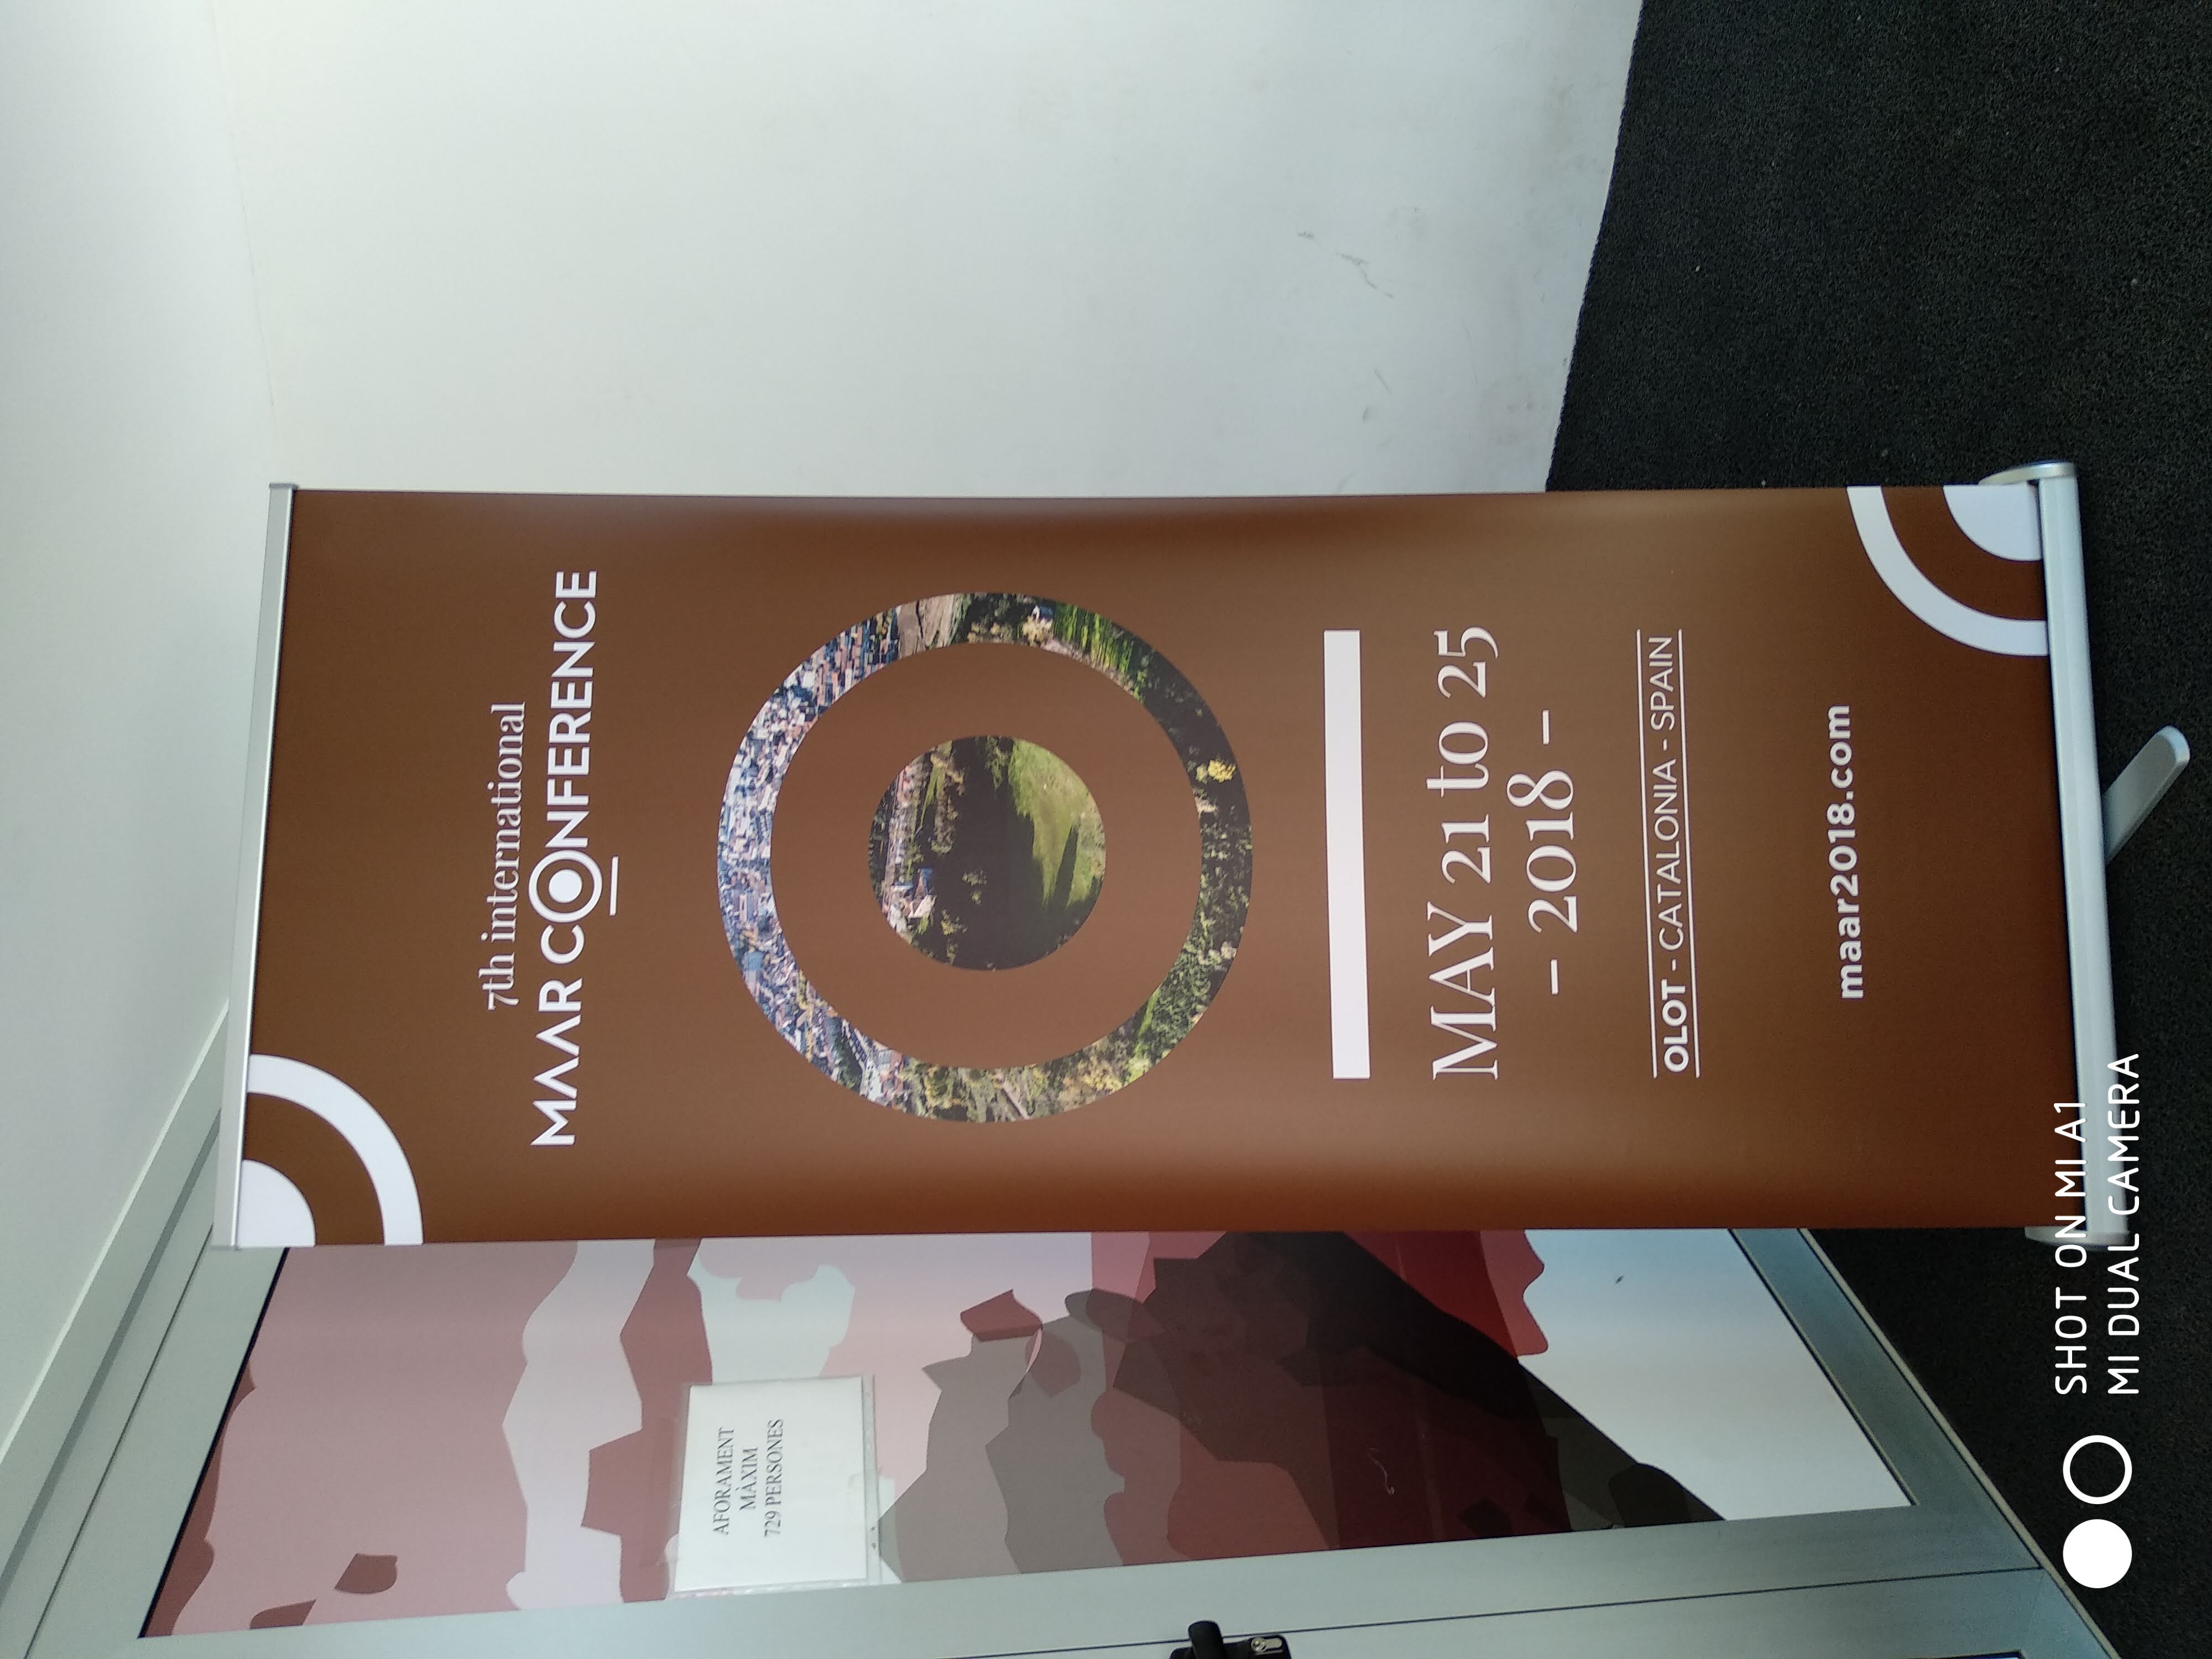 7th international
MAAR CONFERENCE
MAY 21 to 25
– 2018 –
OLOT - CATALONIA - SPAIN
maar2018.com
AFORAMENT
MÀXIM
729 PERSONES
SHOT ON MI A1
MI DUAL CAMERA